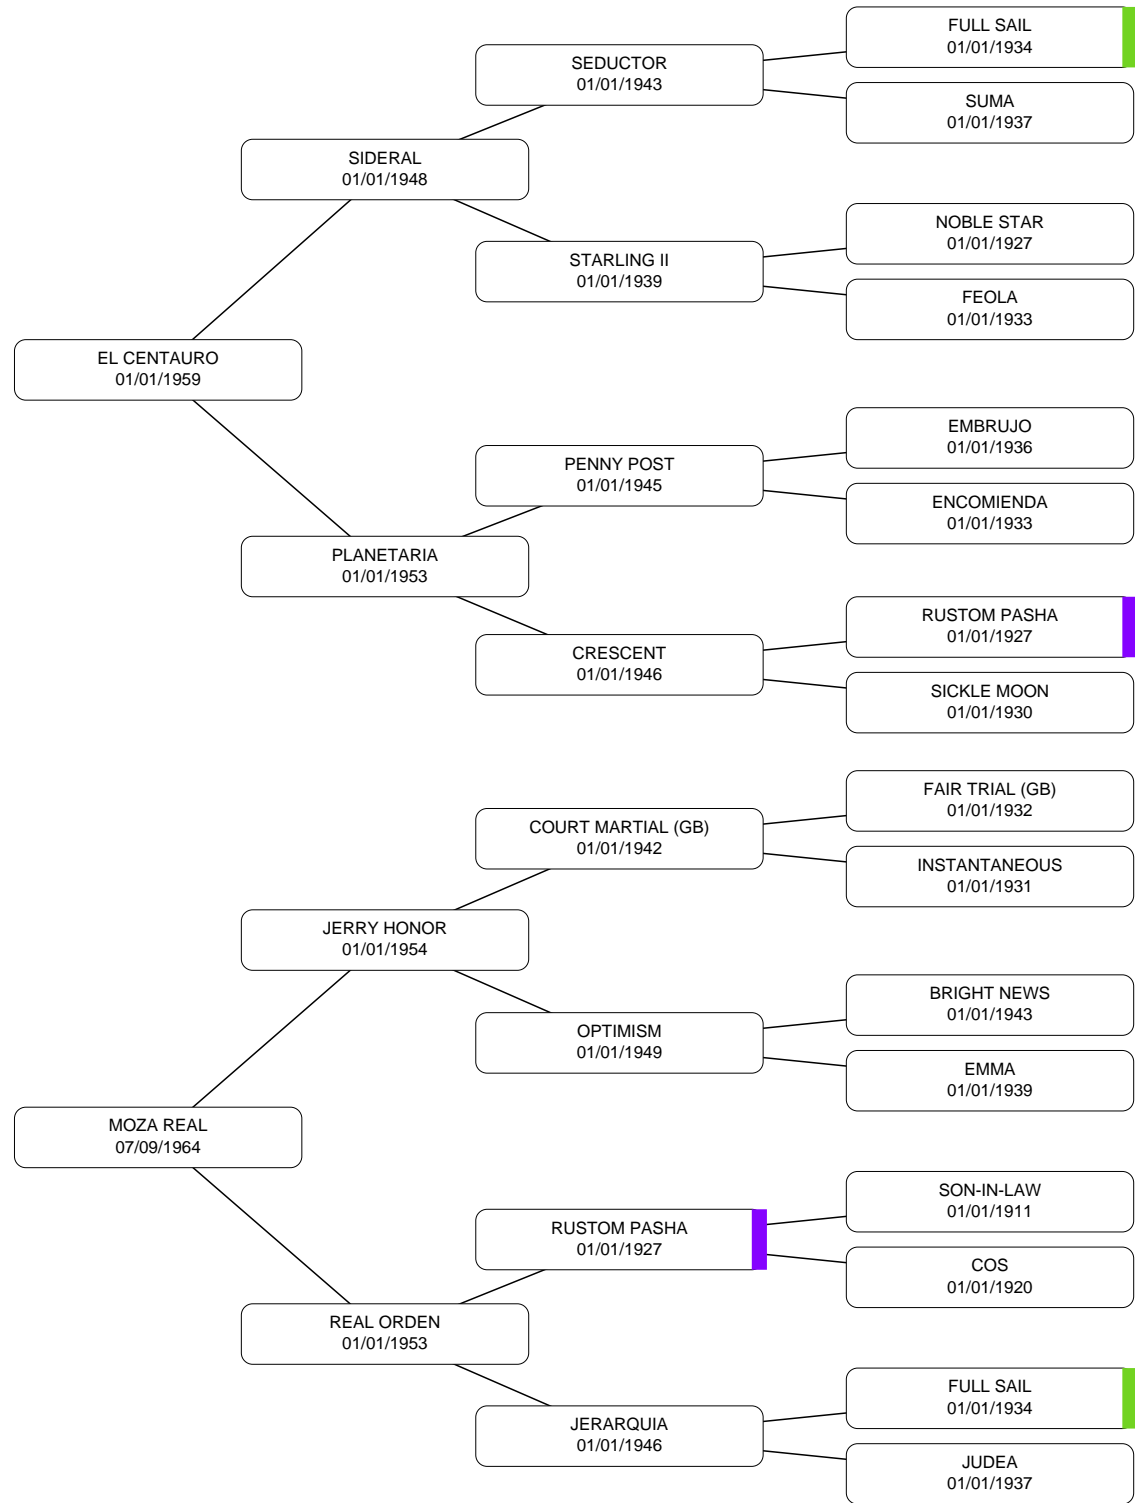 FULL SAIL
01/01/1934
SEDUCTOR
01/01/1943
SUMA
01/01/1937
SIDERAL
01/01/1948
NOBLE STAR
01/01/1927
STARLING II
01/01/1939
FEOLA
01/01/1933
EL CENTAURO
01/01/1959
EMBRUJO
01/01/1936
PENNY POST
01/01/1945
ENCOMIENDA
01/01/1933
PLANETARIA
01/01/1953
RUSTOM PASHA
01/01/1927
CRESCENT
01/01/1946
SICKLE MOON
01/01/1930
FAIR TRIAL (GB)
01/01/1932
COURT MARTIAL (GB)
01/01/1942
INSTANTANEOUS
01/01/1931
JERRY HONOR
01/01/1954
BRIGHT NEWS
01/01/1943
OPTIMISM
01/01/1949
EMMA
01/01/1939
MOZA REAL
07/09/1964
SON-IN-LAW
01/01/1911
RUSTOM PASHA
01/01/1927
COS
01/01/1920
REAL ORDEN
01/01/1953
FULL SAIL
01/01/1934
JERARQUIA
01/01/1946
JUDEA
01/01/1937